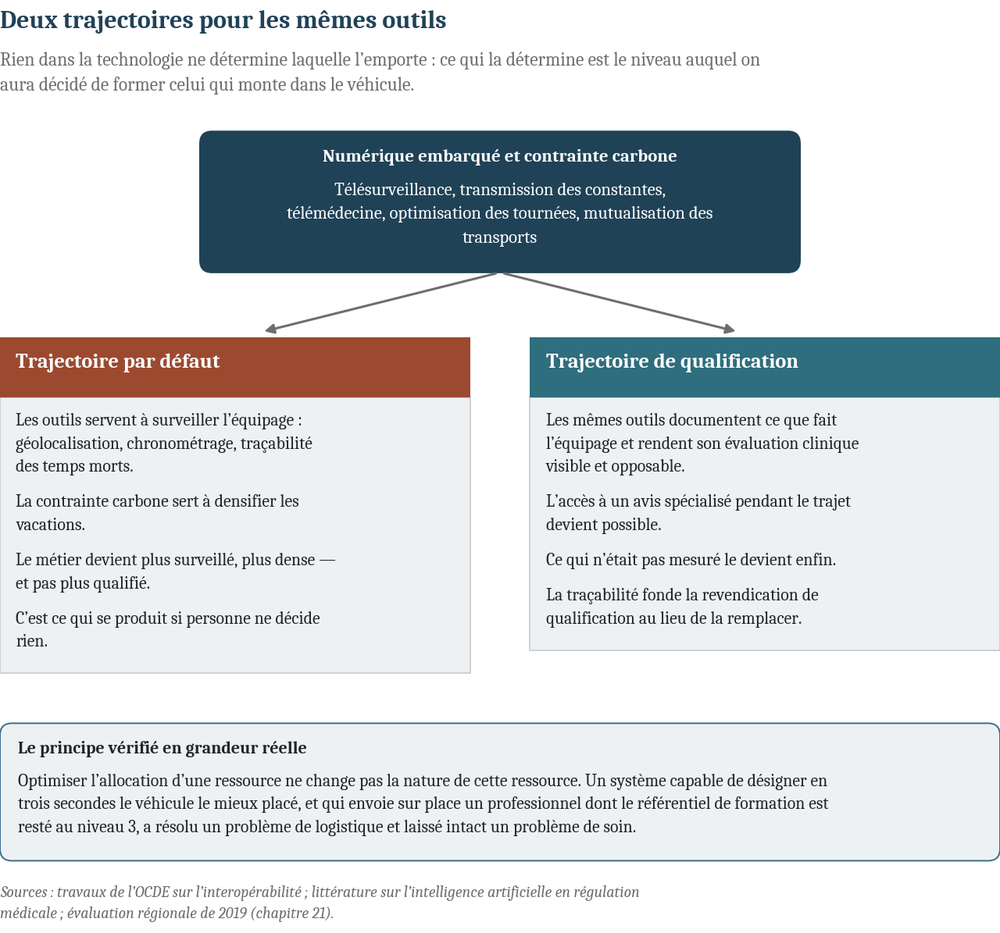 Deux trajectoires pour les mêmes outils
Rien dans la technologie ne détermine laquelle l’emporte : ce qui la détermine est le niveau auquel on
aura décidé de former celui qui monte dans le véhicule.
Numérique embarqué et contrainte carbone
Télésurveillance, transmission des constantes,
télémédecine, optimisation des tournées, mutualisation des
transports
Trajectoire par défaut
Les outils servent à surveiller l’équipage :
géolocalisation, chronométrage, traçabilité
des temps morts.
La contrainte carbone sert à densifier les
vacations.
Le métier devient plus surveillé, plus dense —
et pas plus qualifié.
C’est ce qui se produit si personne ne décide
rien.
Trajectoire de qualification
Les mêmes outils documentent ce que fait
l’équipage et rendent son évaluation clinique
visible et opposable.
L’accès à un avis spécialisé pendant le trajet
devient possible.
Ce qui n’était pas mesuré le devient enfin.
La traçabilité fonde la revendication de
qualification au lieu de la remplacer.
Le principe vérifié en grandeur réelle
Optimiser l’allocation d’une ressource ne change pas la nature de cette ressource. Un système capable de désigner en
trois secondes le véhicule le mieux placé, et qui envoie sur place un professionnel dont le référentiel de formation est
resté au niveau 3, a résolu un problème de logistique et laissé intact un problème de soin.
Sources : travaux de l’OCDE sur l’interopérabilité ; littérature sur l’intelligence artificielle en régulation
médicale ; évaluation régionale de 2019 (chapitre 21).